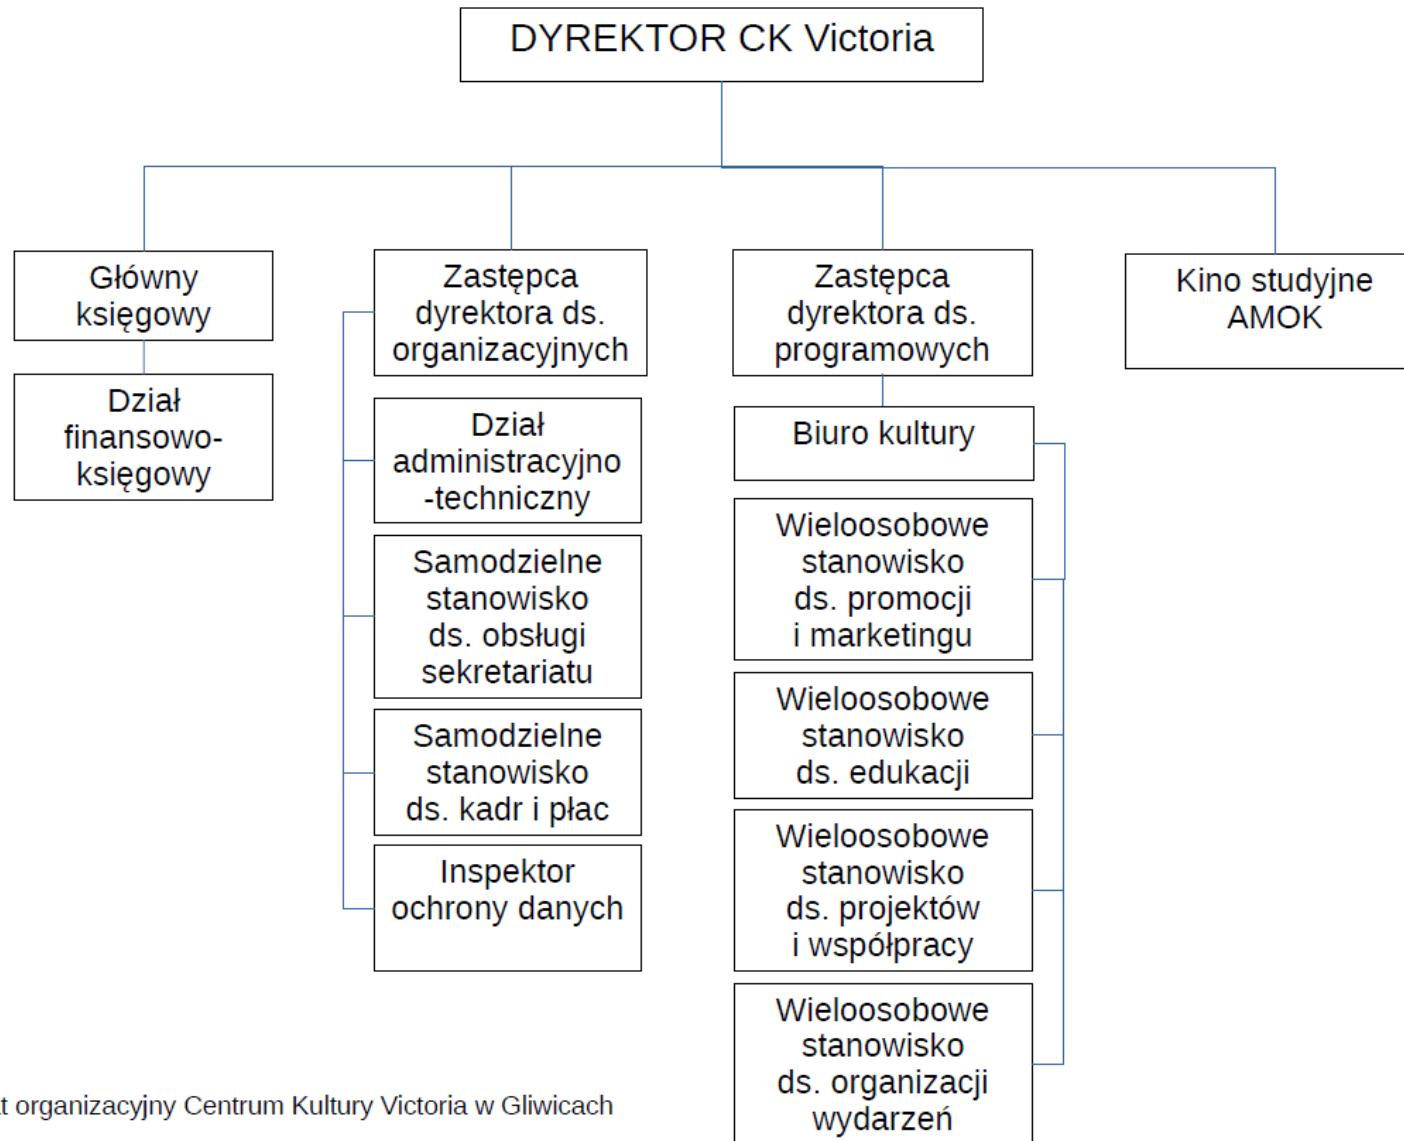 DYREKTOR CK Victoria
Główny
księgowy
Dział
finansowo-
księgowy
Zastępca
dyrektora ds.
organizacyjnych
Dział
administracyjno
-techniczny
Samodzielne
stanowisko
ds. obsługi
sekretariatu
Samodzielne
stanowisko
ds. kadr i płac
Inspektor
ochrony danych
Zastępca
dyrektora ds.
programowych
Biuro kultury
Wieloosobowe
stanowisko
ds. promocji
i marketingu
Wieloosobowe
stanowisko
ds. edukacji
Wieloosobowe
stanowisko
ds. projektów
i współpracy
Wieloosobowe
stanowisko
ds. organizacji
wydarzeń
Kino studyjne
AMOK
organizacyjny Centrum Kultury Victoria w Gliwicach